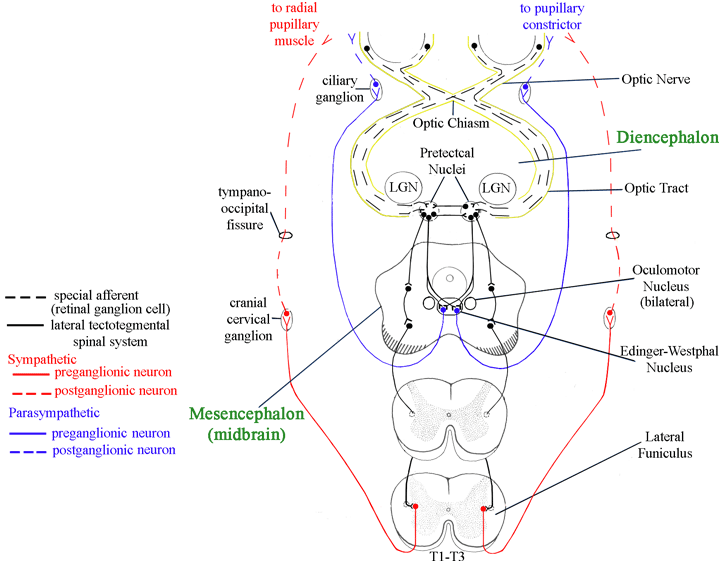 to radial
pupillary
muscle
to pupillary
constrictor
ciliary
ganglion
Optic Nerve
Optic Chiasm
Diencephalon
Pretectcal
Nuclei
LGN
LGN
Optic Tract
tympano-
occipital
fissure
Oculomotor
Nucleus
(bilateral)
special afferent
(retinal ganglion cell)
lateral tectotegmental
spinal system
cranial
cervical
ganglion
Edinger-Westphal
Nucleus
Sympathetic
preganglionic neuron
postganglionic neuron
Parasympathetic
preganglionic neuron
postganglionic neuron
Mesencephalon
(midbrain)
Lateral
Funiculus
T1-T3